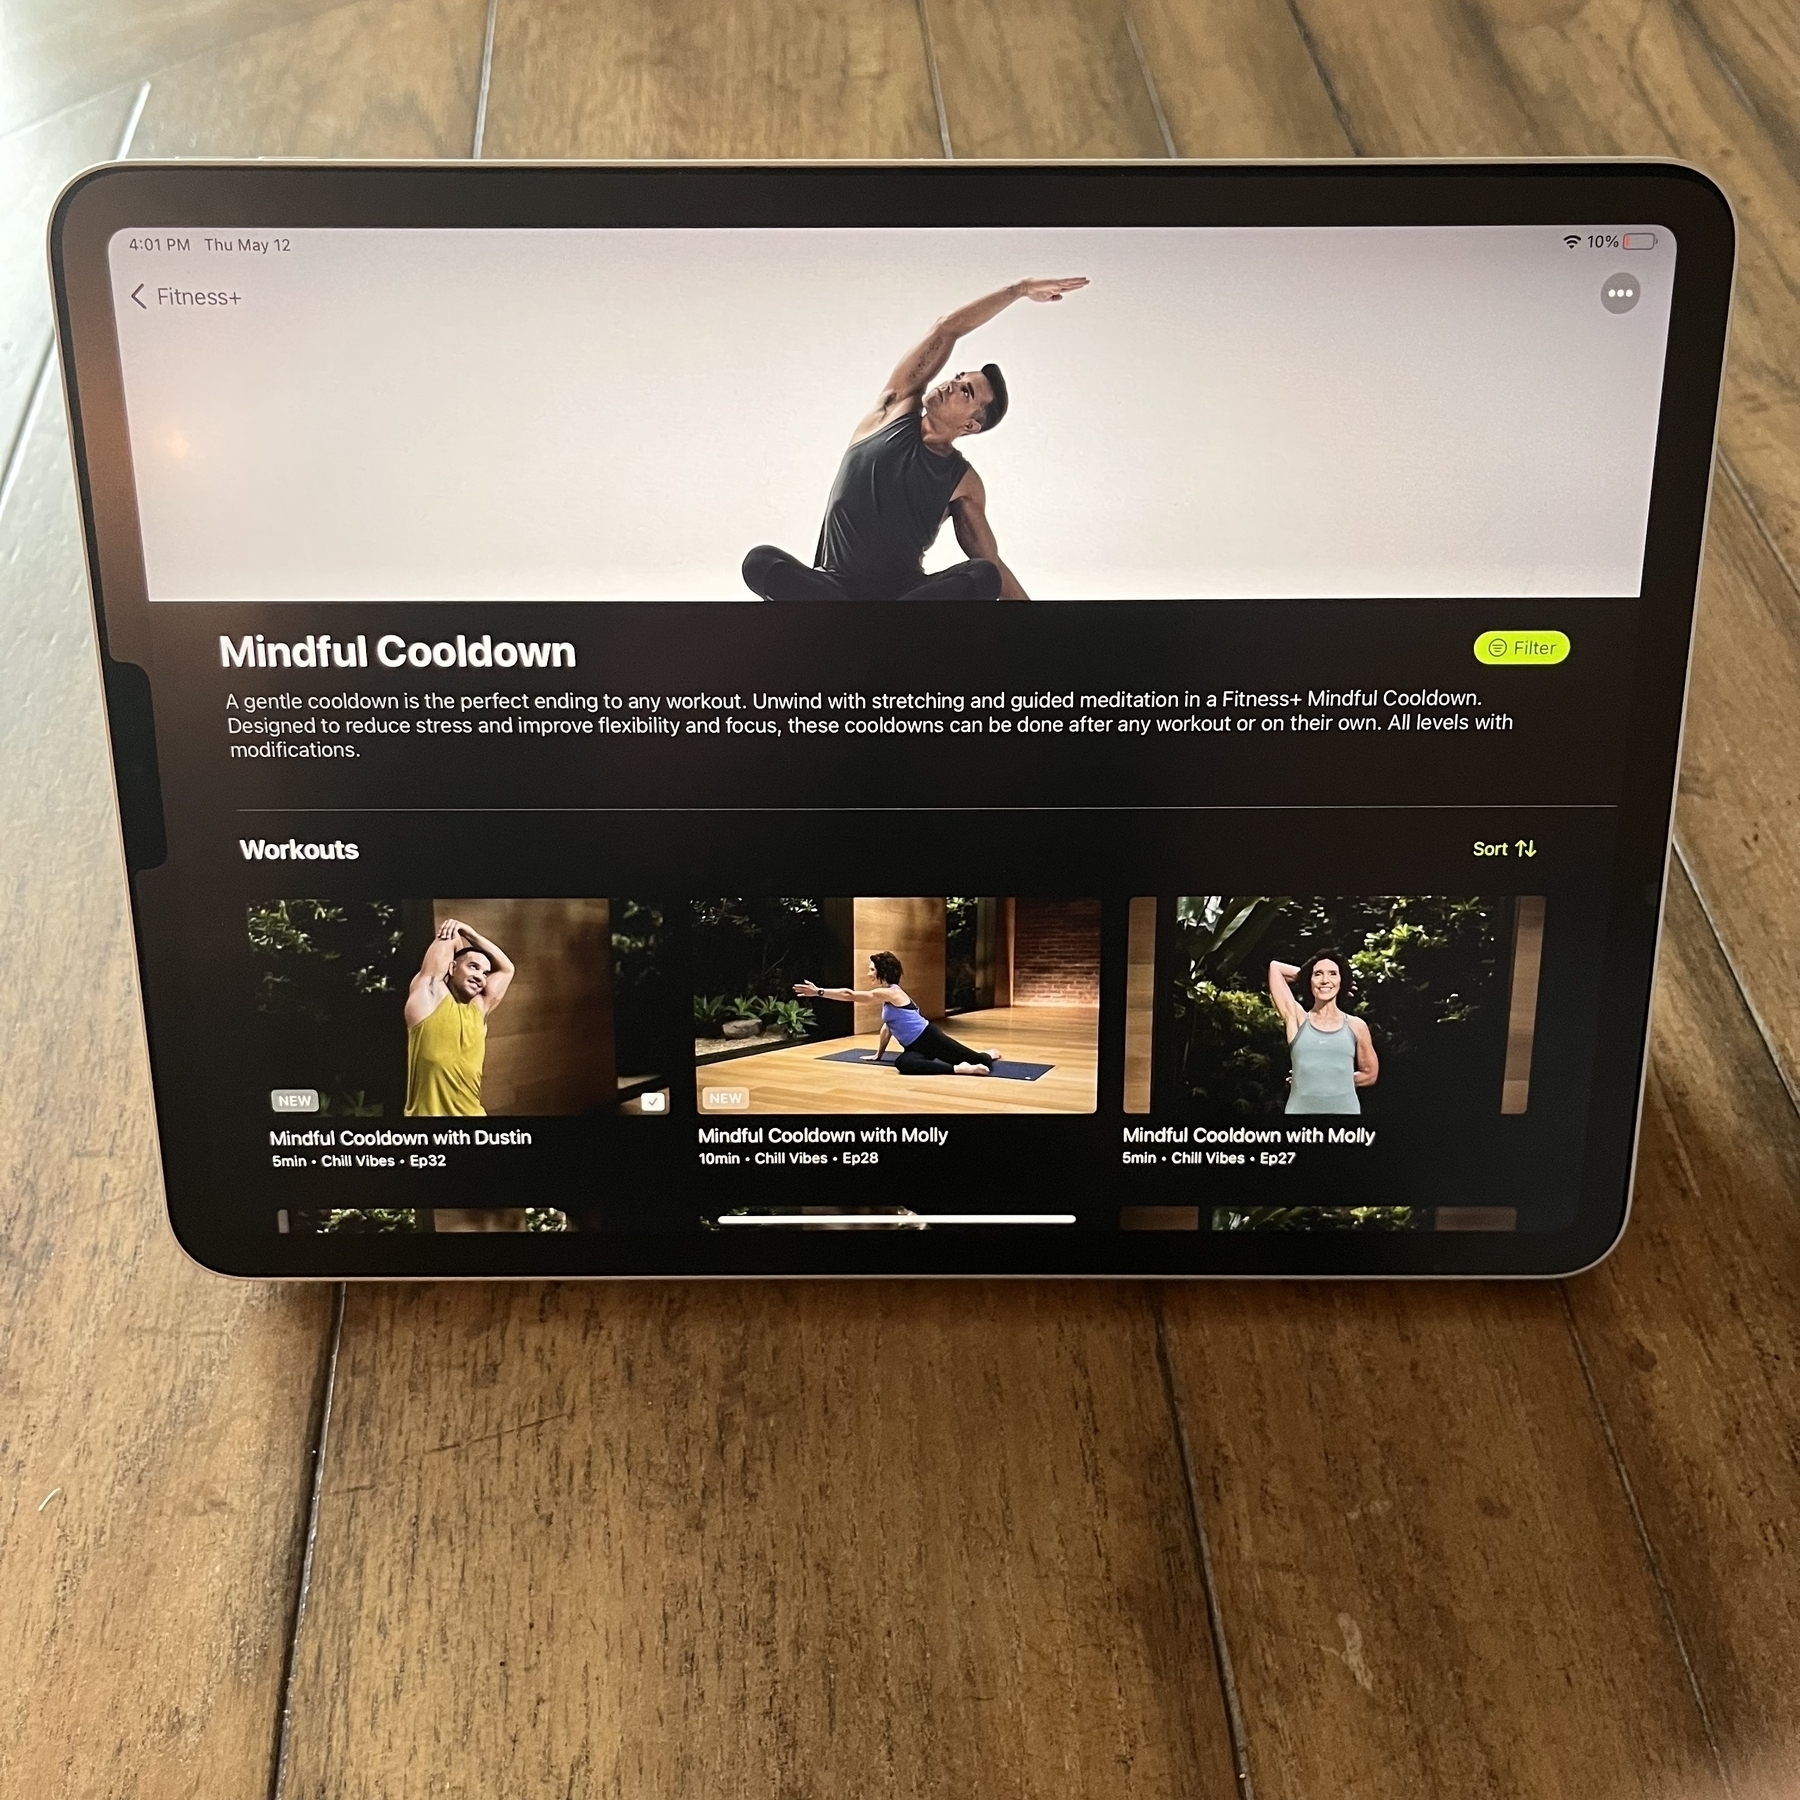 4:01 PM Thu May 12
10%
Fitness+
Mindful Cooldown
Filter
A gentle cooldown is the perfect ending to any workout. Unwind with stretching and guided meditation in a Fitness+ Mindful Cooldown.
Designed to reduce stress and improve flexibility and focus, these cooldowns can be done after any workout or on their own. All levels with
modifications.
Workouts
Sort
NEW
NEW
Mindful Cooldown with Dustin
5min • Chill Vibes • Ep32
Mindful Cooldown with Molly
10min • Chill Vibes • Ep28
Mindful Cooldown with Molly
5min • Chill Vibes • Ep27